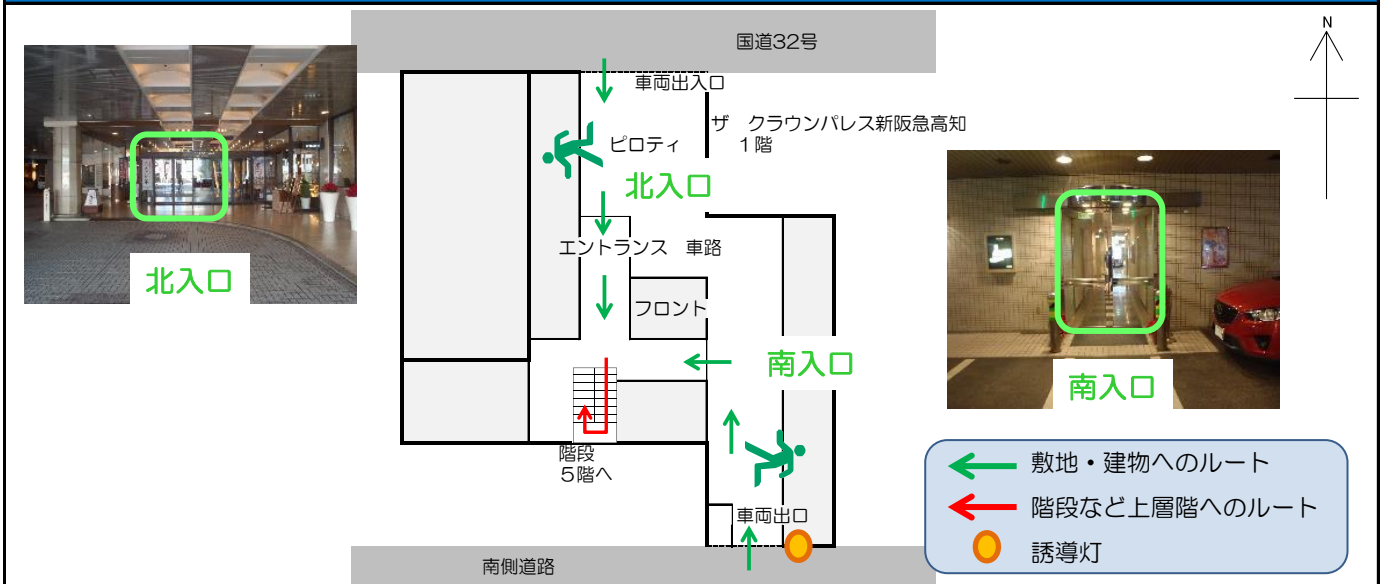 国道32号
N
車両出入口
ザ クラウンパレス新阪急高知
1階
ピロティ
北入口
エントランス 車路
北入口
フロント
南入口
南入口
階段
5階へ
車両出口
南側道路
敷地・建物へのルート
階段など上層階へのルート
誘導灯